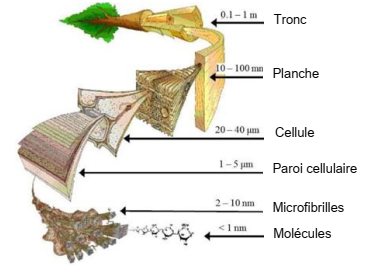 0.1 – 1 m Tronc
10 – 100 mm Planche
20 – 40 µm Cellule
1 – 5 µm Paroi cellulaire
2 – 10 nm Microfibrilles
< 1 nm Molécules